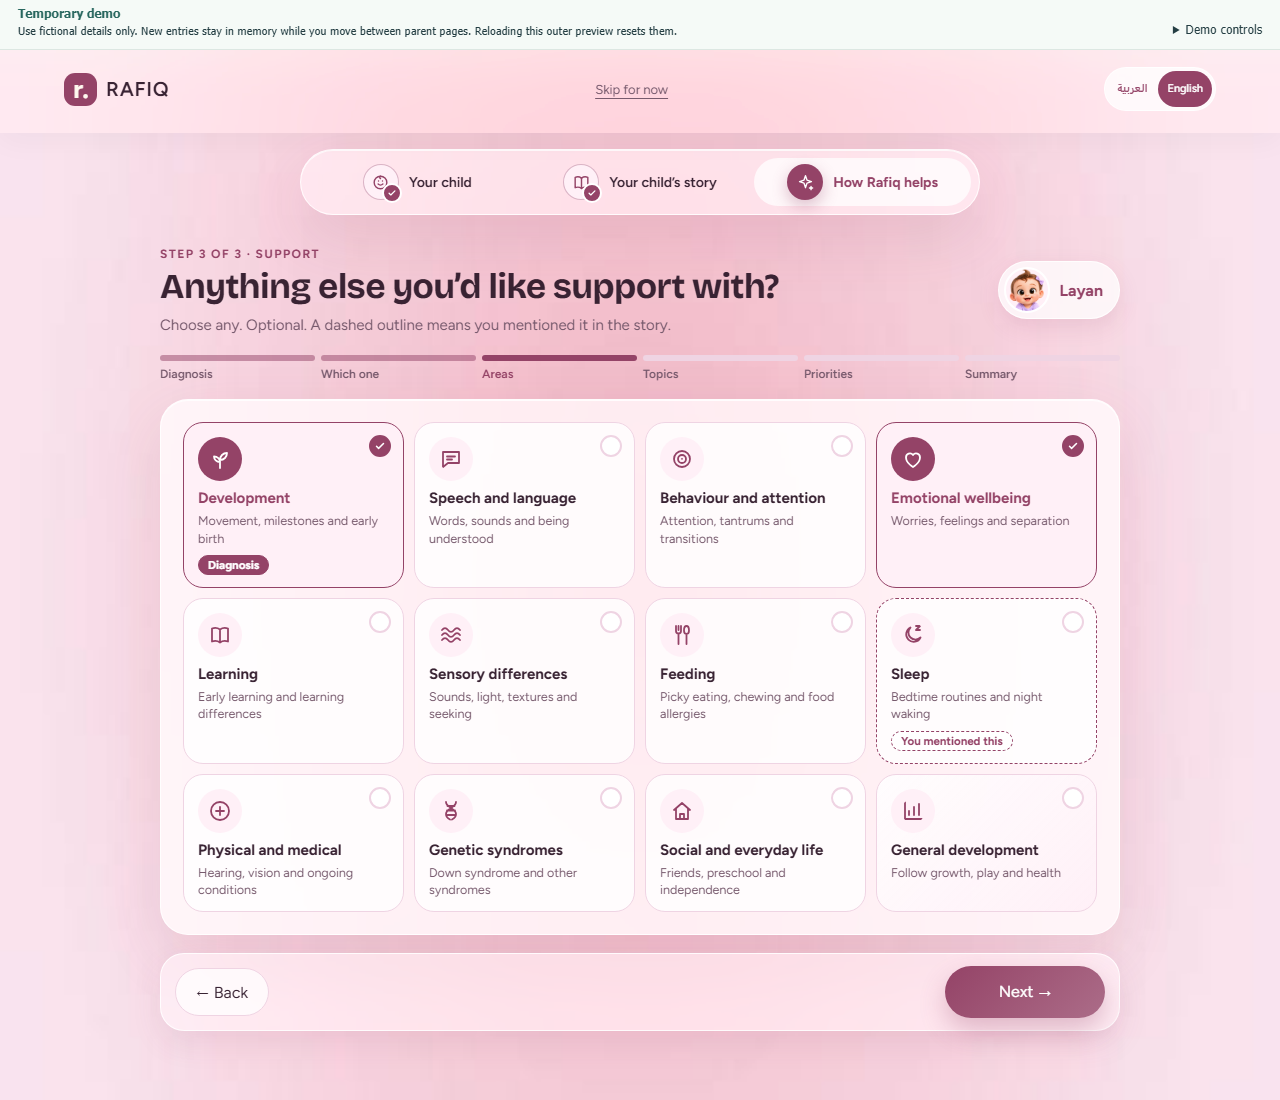 Temporary demo
Use fictional details only. New entries stay in memory while you move between parent pages. Reloading this outer preview resets them.
▶ Demo controls
r. RAFIQ
Skip for now
العربية
English
Your child
Your child's story
How Rafiq helps
STEP 3 OF 3 · SUPPORT
Anything else you'd like support with?
Choose any. Optional. A dashed outline means you mentioned it in the story.
Layan
Diagnosis
Which one
Areas
Topics
Priorities
Summary
Development
Movement, milestones and early
birth
Diagnosis
Speech and language
Words, sounds and being
understood
Behaviour and attention
Attention, tantrums and
transitions
Emotional wellbeing
Worries, feelings and separation
Learning
Early learning and learning
differences
Sensory differences
Sounds, light, textures and
seeking
Feeding
Picky eating, chewing and food
allergies
Sleep
Bedtime routines and night
waking
You mentioned this
Physical and medical
Hearing, vision and ongoing
conditions
Genetic syndromes
Down syndrome and other
syndromes
Social and everyday life
Friends, preschool and
independence
General development
Follow growth, play and health
← Back
Next →